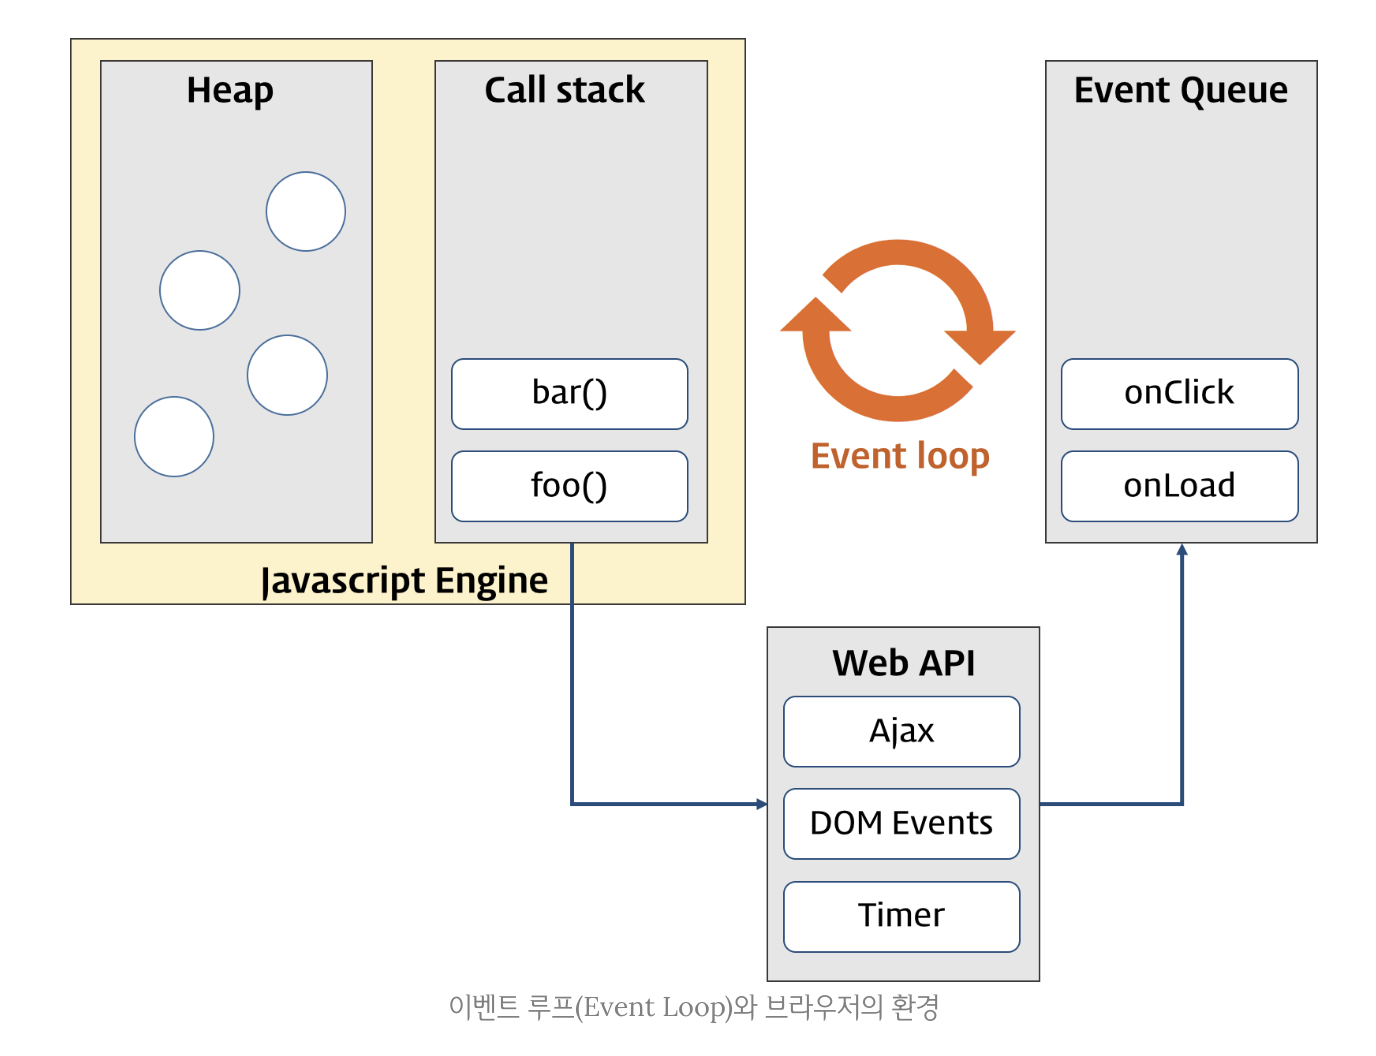 Heap
Call stack
bar()
foo()
Javascript Engine
Event loop
Event Queue
onClick
onLoad
Web API
Ajax
DOM Events
Timer
이벤트 루프(Event Loop)와 브라우저의 환경